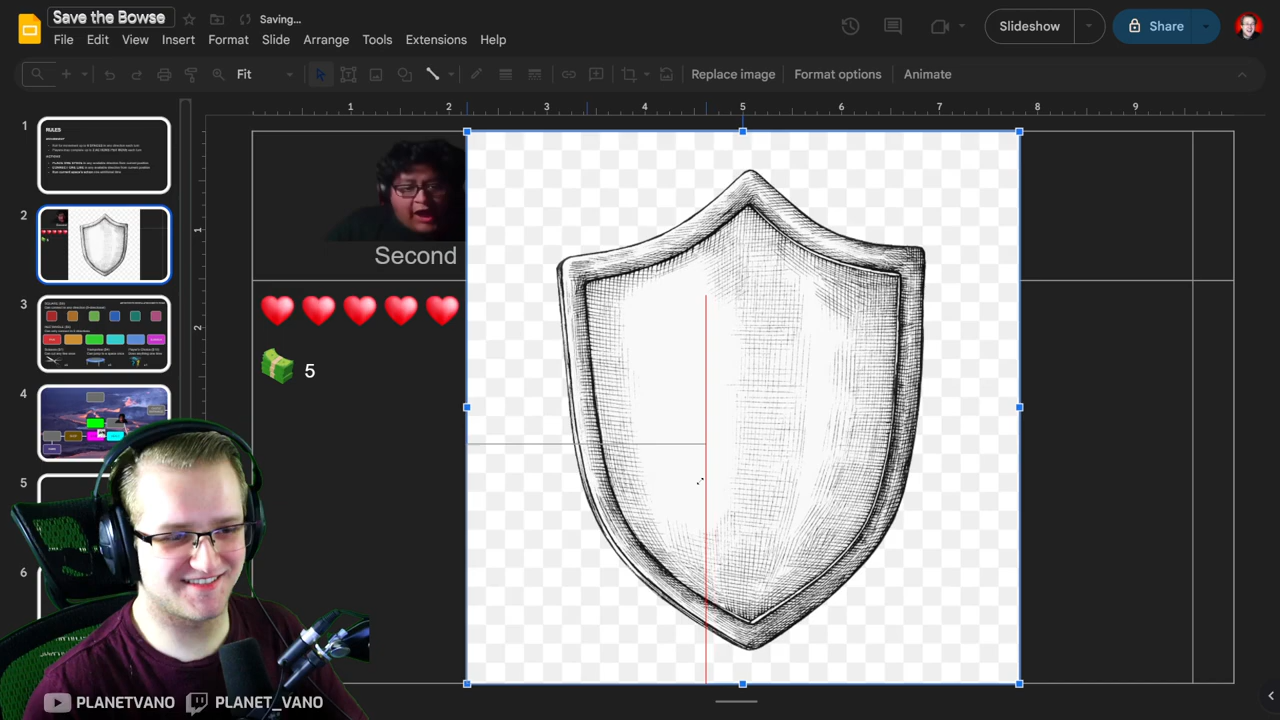 Save the Bowse
Saving...
File Edit View Insert Format Slide Arrange Tools Extensions Help
Slideshow
Share
Fit
Replace image
Format options
Animate
1 2 3 4 5 6 7 8 9
1
2
1
RULES
2
3
4
5
6
Second
5
PLANETVANO PLANET_VANO